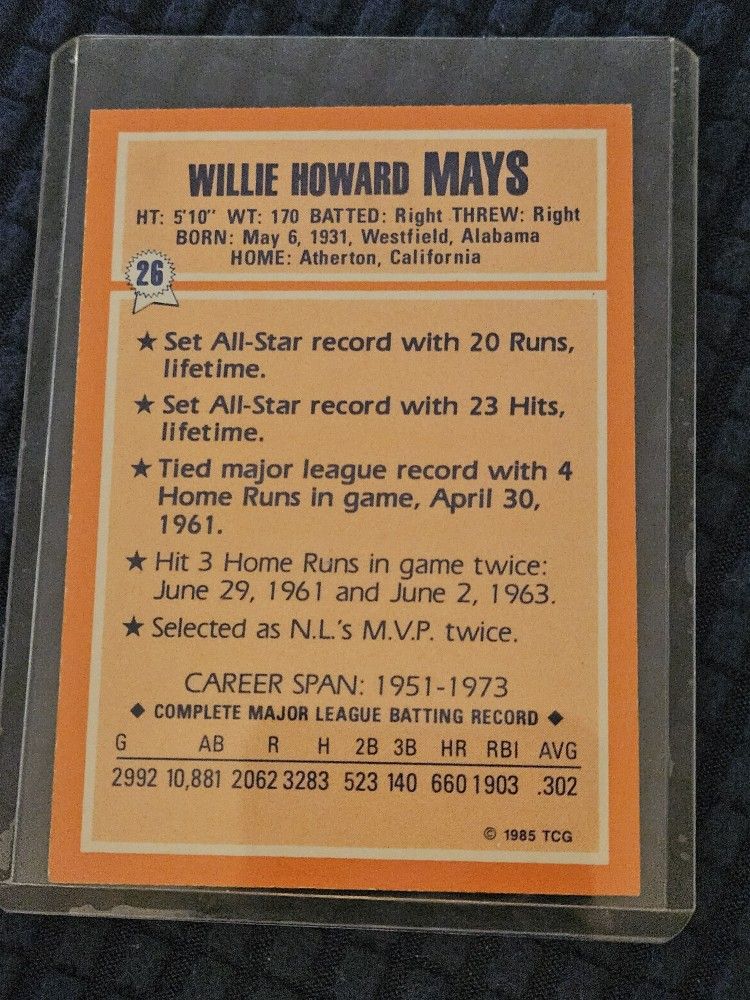 WILLIE HOWARD MAYS
HT: 5'10" WT: 170 BATTED: Right THREW: Right
BORN: May 6, 1931, Westfield, Alabama
HOME: Atherton, California
26
★ Set All-Star record with 20 Runs,
lifetime.
★ Set All-Star record with 23 Hits,
lifetime.
★ Tied major league record with 4
Home Runs in game, April 30,
1961.
★ Hit 3 Home Runs in game twice:
June 29, 1961 and June 2, 1963.
★ Selected as N.L.'s M.V.P. twice.
CAREER SPAN: 1951-1973
◆ COMPLETE MAJOR LEAGUE BATTING RECORD ◆
G AB R H 2B 3B HR RBI AVG
2992 10,881 2062 3283 523 140 660 1903 .302
© 1985 TCG